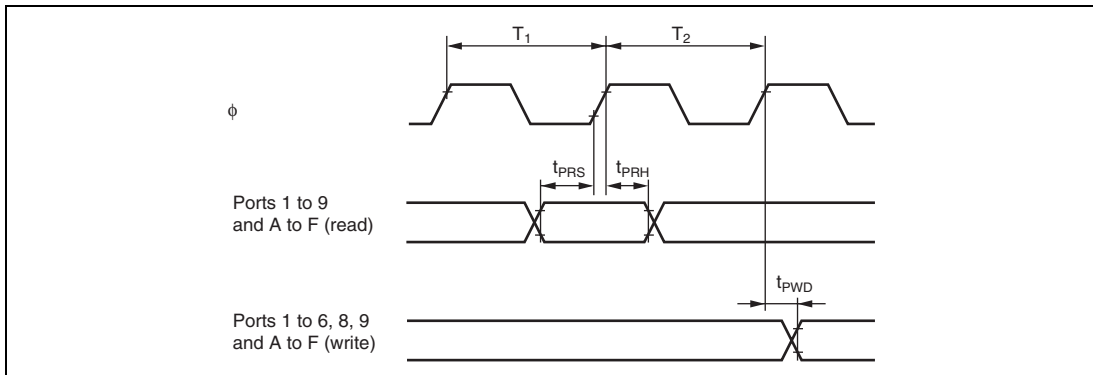 T1
T2
ϕ
tPRS
tPRH
Ports 1 to 9
and A to F (read)
tPWD
Ports 1 to 6, 8, 9
and A to F (write)